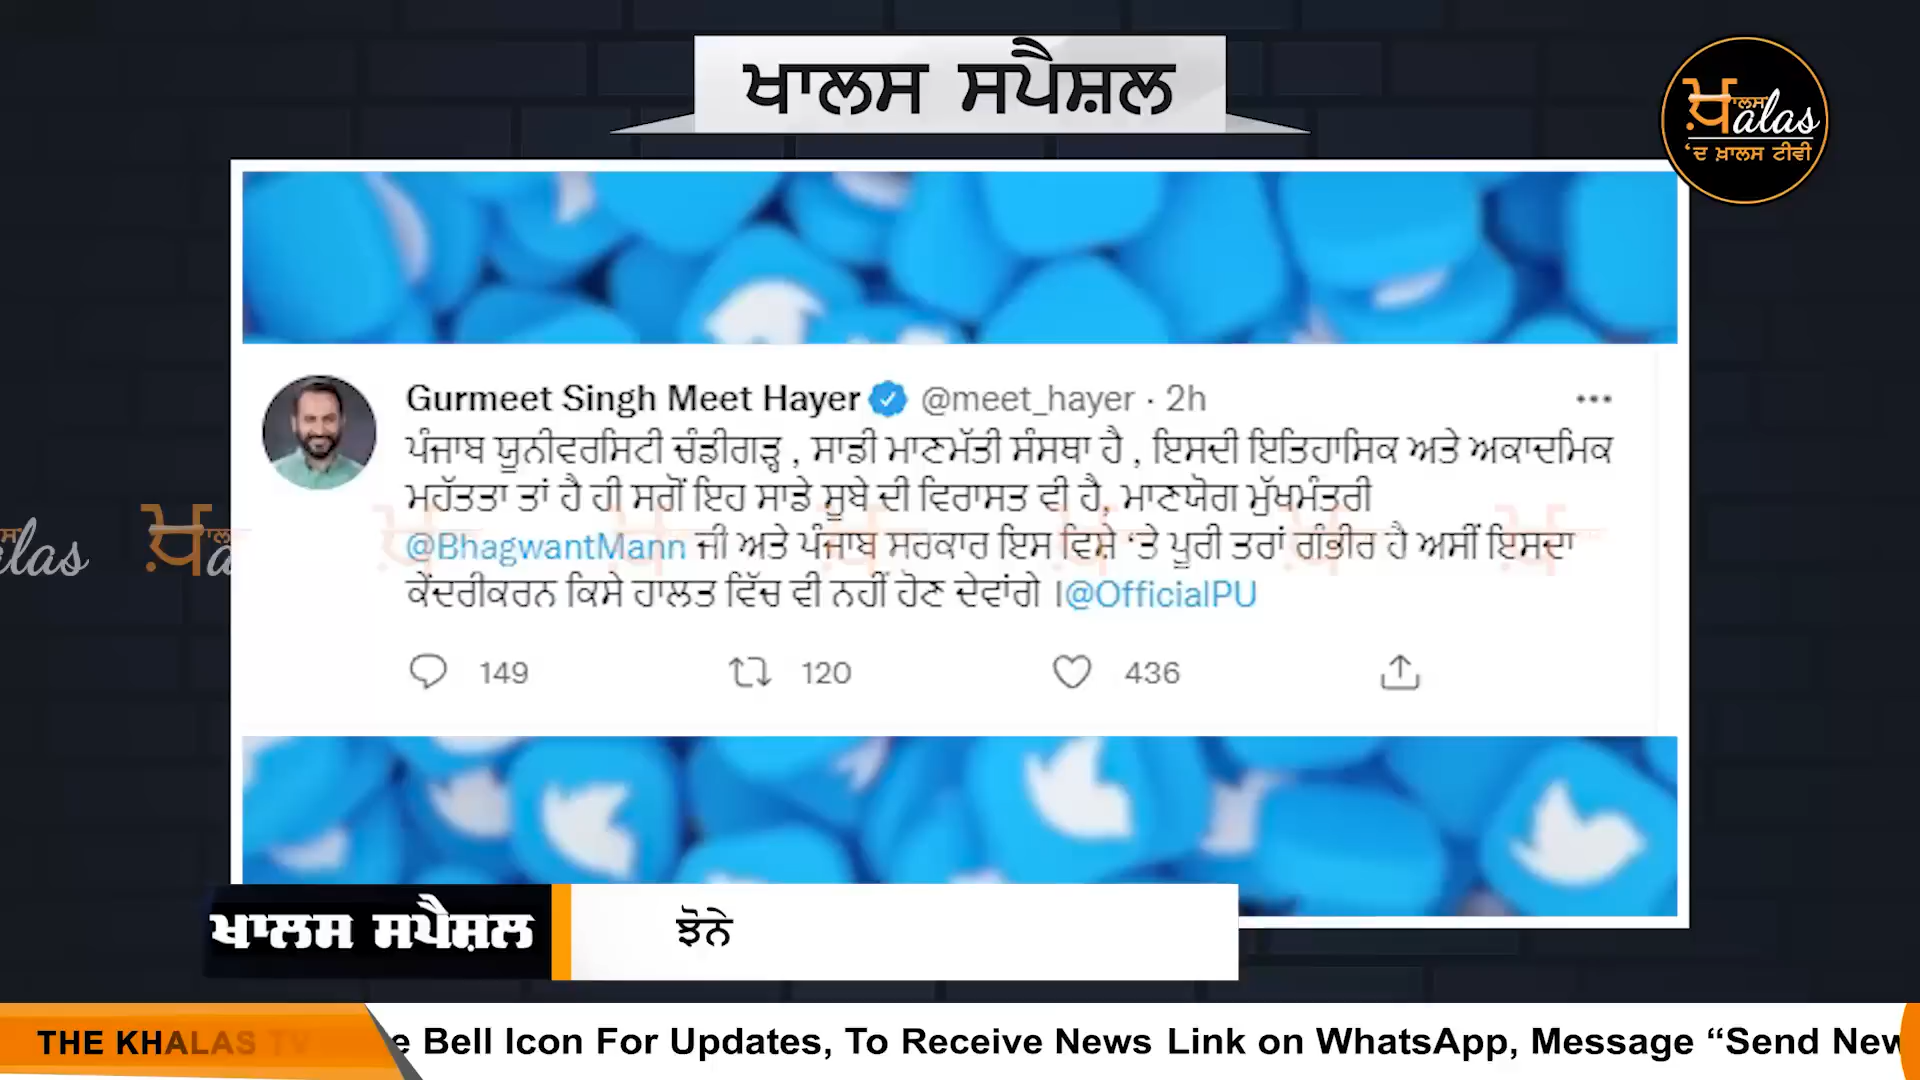 ਖਾਲਸ ਸਪੈਸ਼ਲ
ਖ਼ਾਲਸ alas
‘ਦ ਖ਼ਾਲਸ ਟੀਵੀ
Gurmeet Singh Meet Hayer @meet_hayer · 2h
ਪੰਜਾਬ ਯੂਨੀਵਰਸਿਟੀ ਚੰਡੀਗੜ੍ਹ , ਸਾਡੀ ਮਾਣਮੱਤੀ ਸੰਸਥਾ ਹੈ , ਇਸਦੀ ਇਤਿਹਾਸਿਕ ਅਤੇ ਅਕਾਦਮਿਕ
ਮਹੱਤਤਾ ਤਾਂ ਹੈ ਹੀ ਸਗੋਂ ਇਹ ਸਾਡੇ ਸੂਬੇ ਦੀ ਵਿਰਾਸਤ ਵੀ ਹੈ, ਮਾਣਯੋਗ ਮੁੱਖਮੰਤਰੀ
@BhagwantMann ਜੀ ਅਤੇ ਪੰਜਾਬ ਸਰਕਾਰ ਇਸ ਵਿਸ਼ੇ ‘ਤੇ ਪੂਰੀ ਤਰਾਂ ਗੰਭੀਰ ਹੈ ਅਸੀਂ ਇਸਦਾ
ਕੇਂਦਰੀਕਰਨ ਕਿਸੇ ਹਾਲਤ ਵਿੱਚ ਵੀ ਨਹੀਂ ਹੋਣ ਦੇਵਾਂਗੇ ।@OfficialPU
149 120 436
ਖਾਲਸ ਸਪੈਸ਼ਲ
ਝੋਨੇ
THE KHALAS TV
e Bell Icon For Updates, To Receive News Link on WhatsApp, Message “Send New